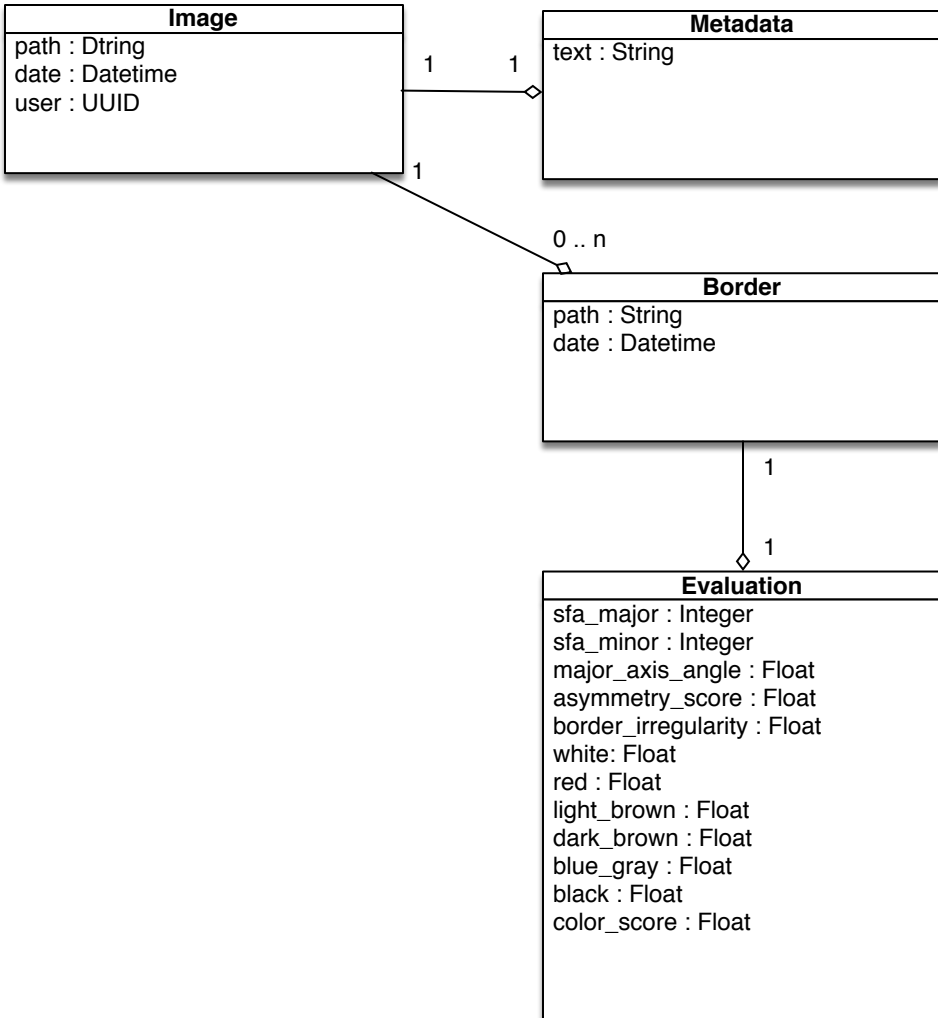 Image
path : Dtring
date : Datetime
user : UUID
1
1
Metadata
text : String
1
0 .. n
Border
path : String
date : Datetime
1
1
Evaluation
sfa_major : Integer
sfa_minor : Integer
major_axis_angle : Float
asymmetry_score : Float
border_irregularity : Float
white: Float
red : Float
light_brown : Float
dark_brown : Float
blue_gray : Float
black : Float
color_score : Float